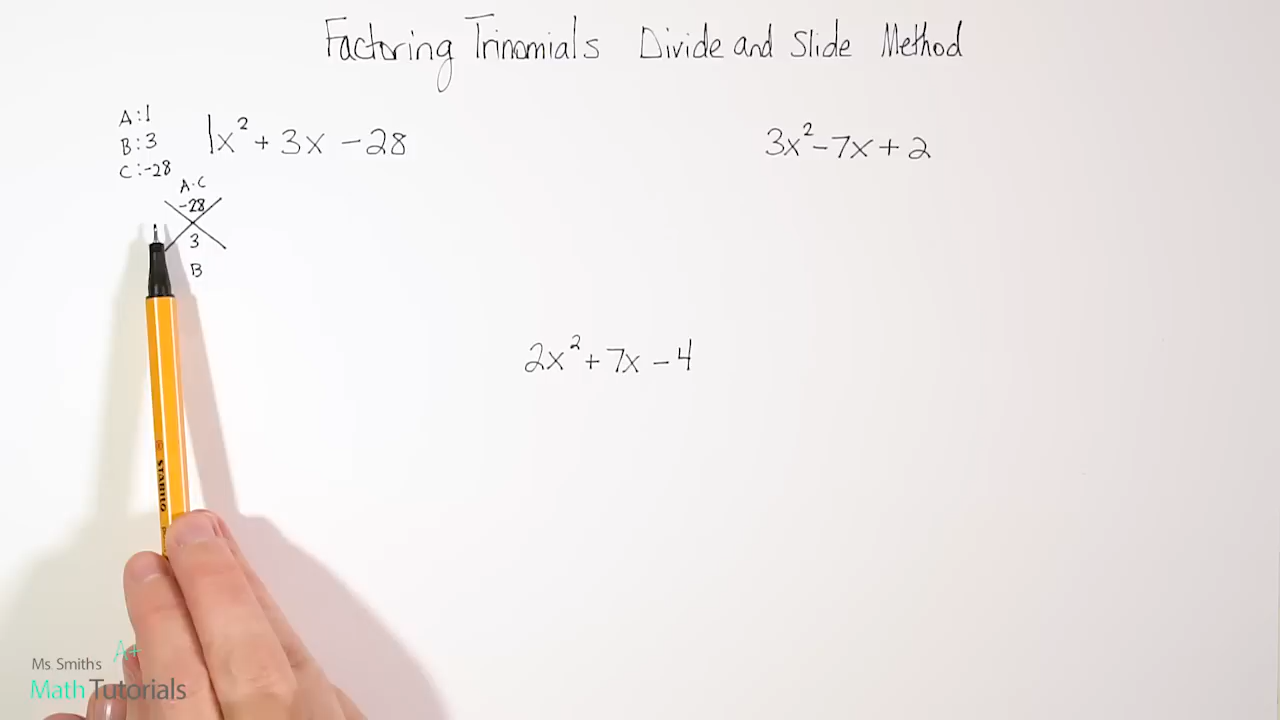 Factoring Trinomials Divide and Slide Method
A:1
B:3
C:-28
1x² + 3x - 28
A·C
-28
3
B
3x² - 7x + 2
2x² + 7x - 4
STABILO
Ms Smiths A+
Math Tutorials